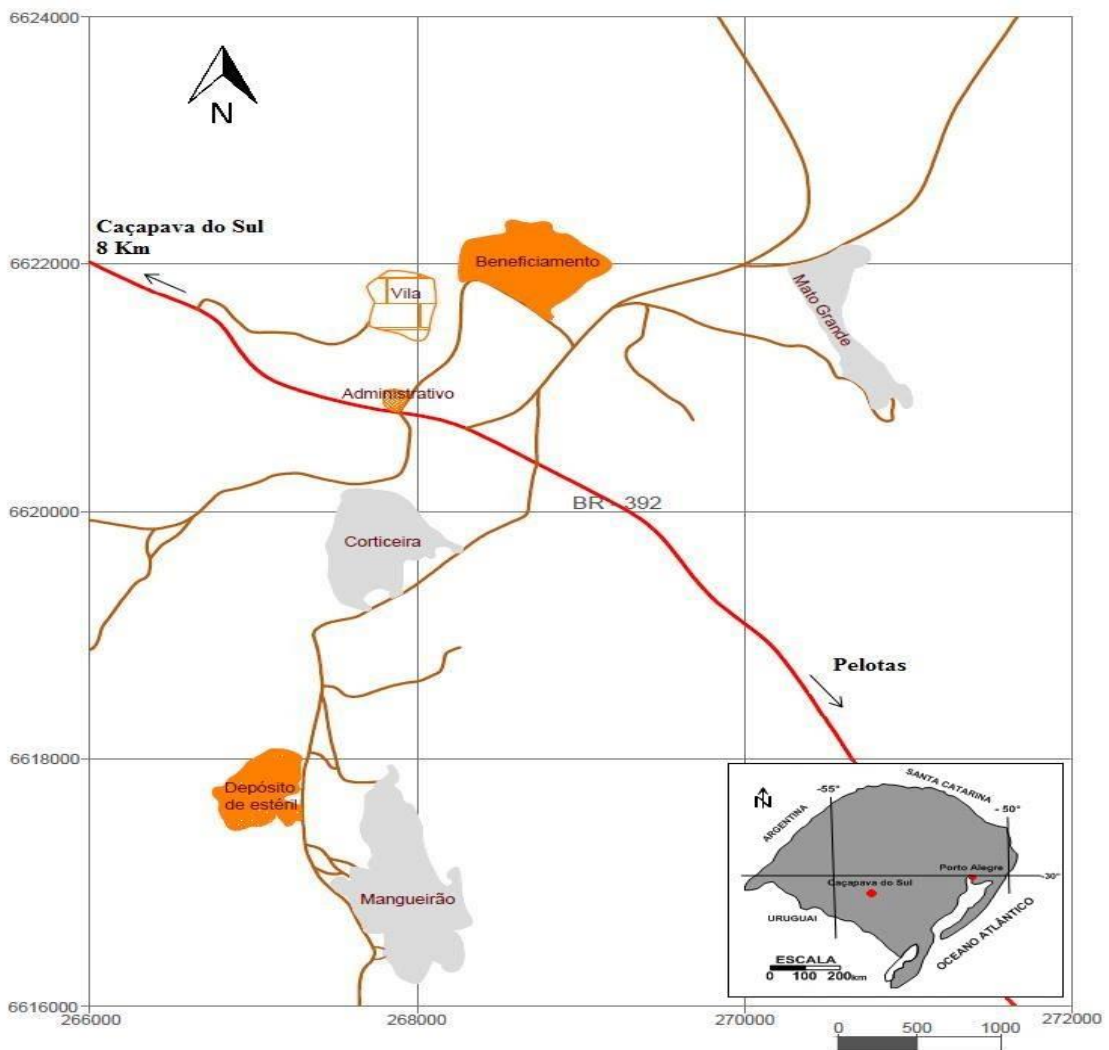 6624000
N
Caçapava do Sul
8 Km
Beneficiamento
6622000
Vila
Mato Grande
Administrativo
6620000
BR - 392
Corticeira
Pelotas
6618000
Depósito
de estéril
Mangueirão
N
SANTA CATARINA
-55°
- 50°
ARGENTINA
Porto Alegre
-30°
Caçapava do Sul
URUGUAI
OCEANO ATLÂNTICO
ESCALA
0 100 200km
6616000
266000
268000
270000
272000
0 500 1000